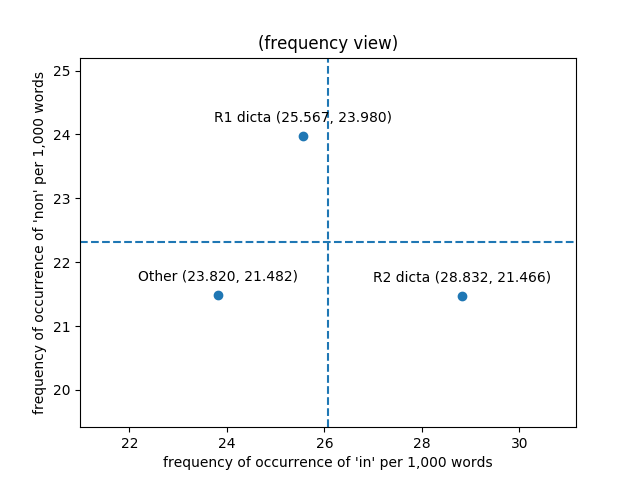 (frequency view)
25
24
23
22
21
20
frequency of occurrence of 'non' per 1,000 words
R1 dicta (25.567, 23.980)
Other (23.820, 21.482)
R2 dicta (28.832, 21.466)
22 24 26 28 30
frequency of occurrence of 'in' per 1,000 words